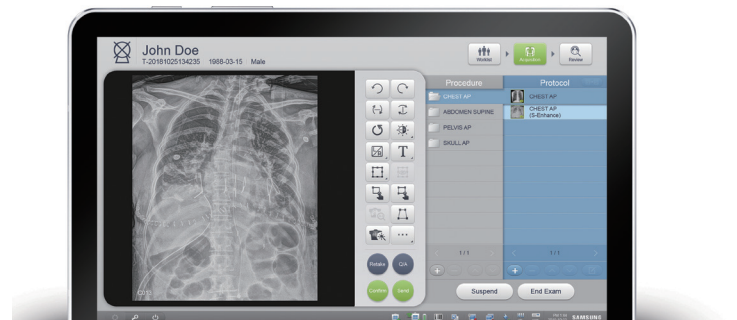 John Doe
T-20181025134235 1988-03-15 Male
Worklist
Acquisition
Review
Procedure
Protocol
CHEST AP
ABDOMEN SUPINE
PELVIS AP
SKULL AP
CHEST AP
CHEST AP
(S-Enhance)
T
1 / 1
1 / 1
Retake
Q/A
Confirm
Send
Suspend
End Exam
SAMSUNG